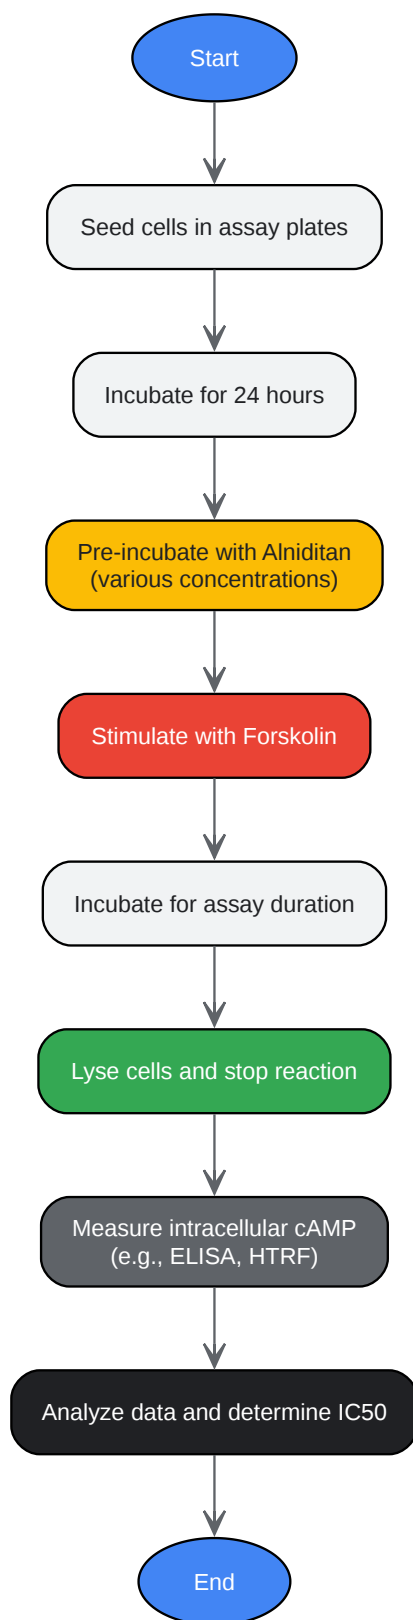 Start
Seed cells in assay plates
Incubate for 24 hours
Pre-incubate with Alniditan
(various concentrations)
Stimulate with Forskolin
Incubate for assay duration
Lyse cells and stop reaction
Measure intracellular cAMP
(e.g., ELISA, HTRF)
Analyze data and determine IC50
End